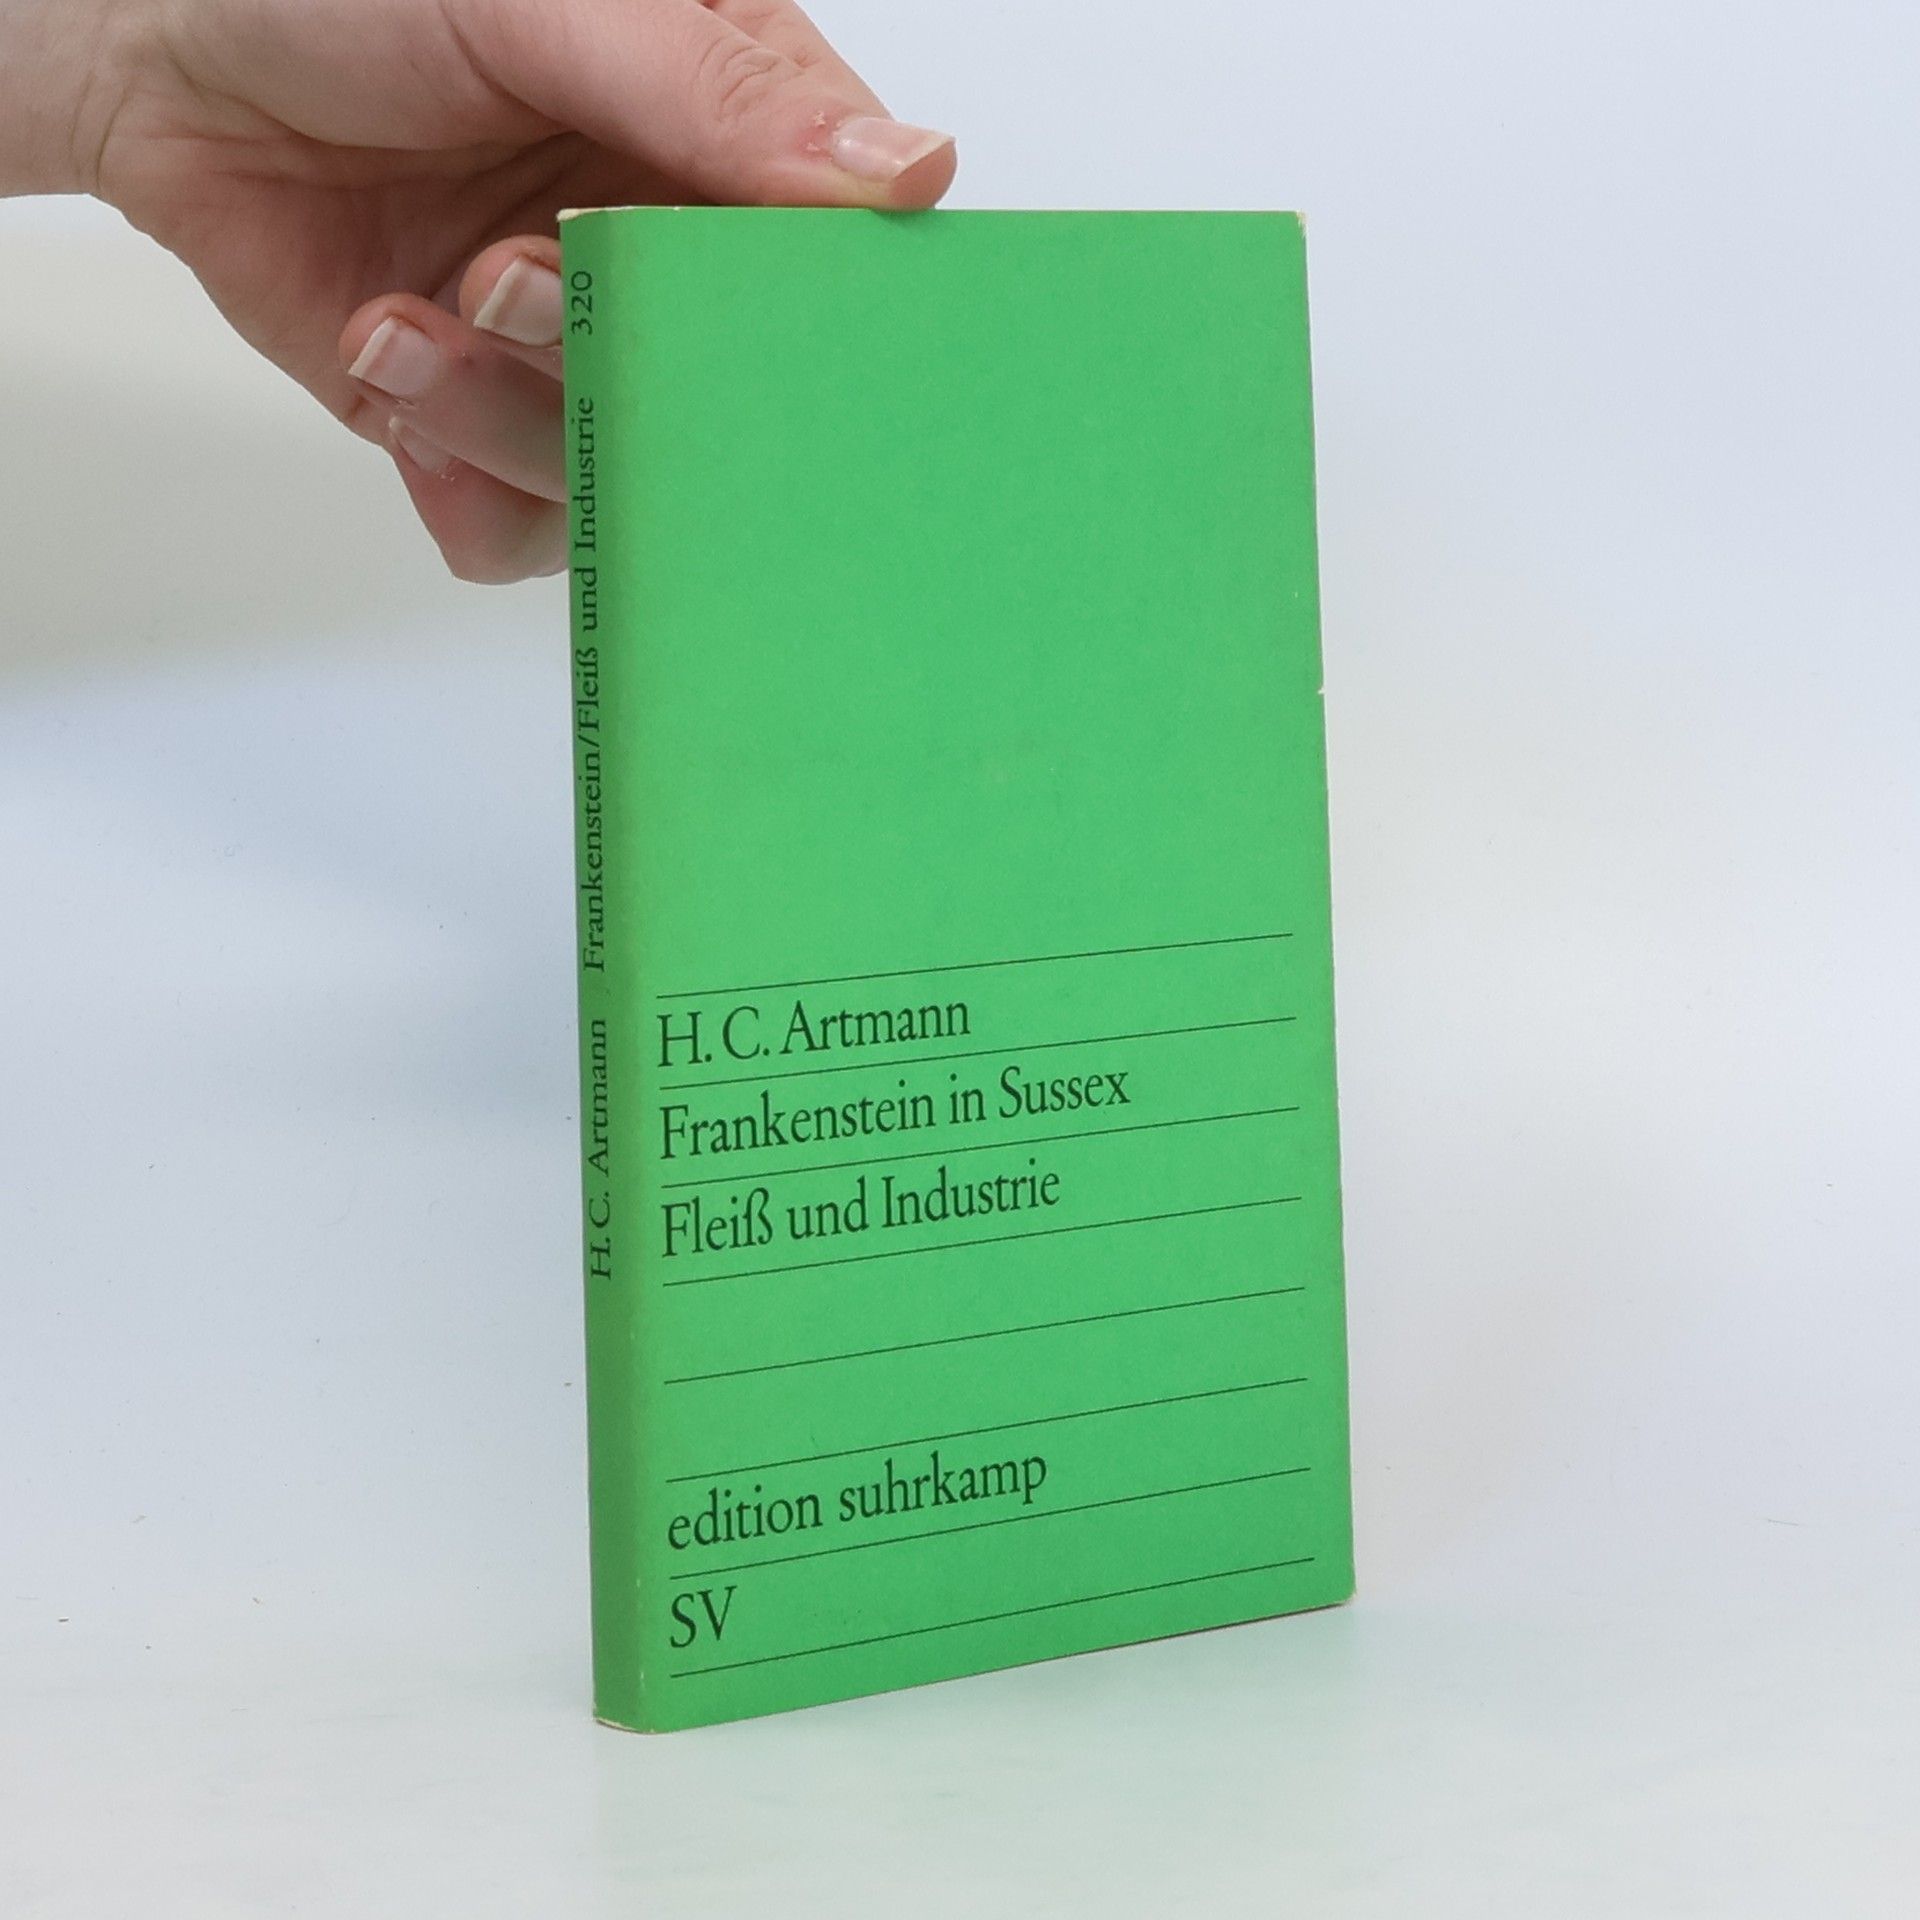 H. C. Artmann Frankenstein/Fleiß und Industrie 320
H. C. Artmann
Frankenstein in Sussex
Fleiß und Industrie
edition suhrkamp
SV